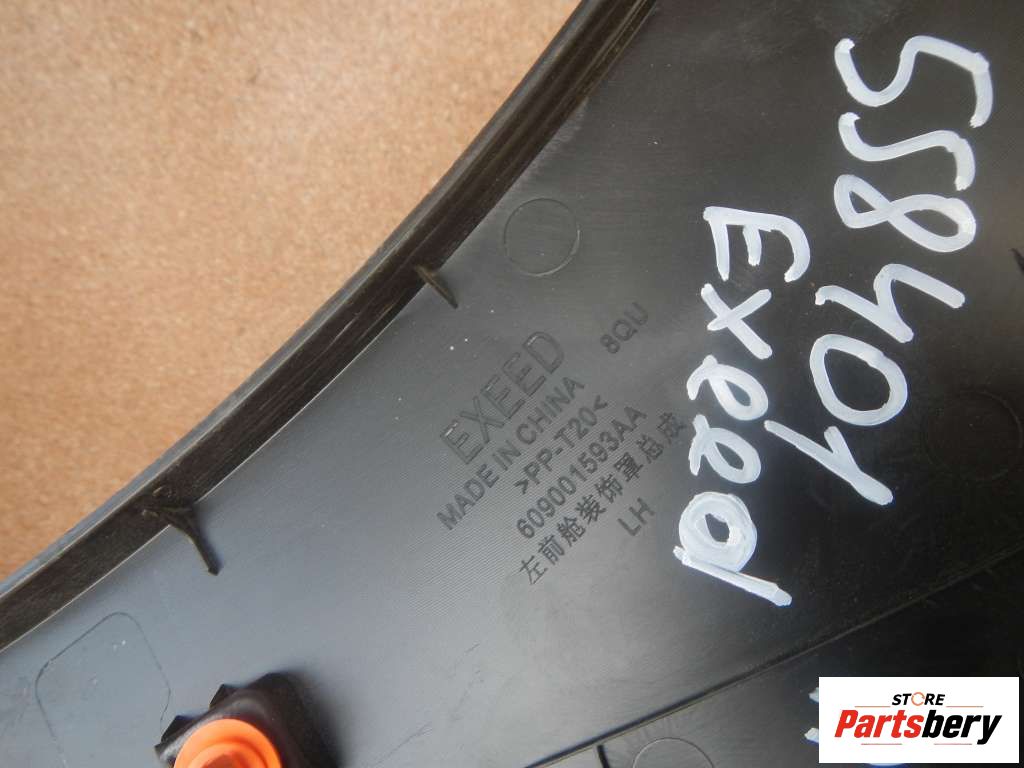 EXEED
8QU
MADE IN CHINA
>PP-T20<
609001593AA
左前舱装饰罩总成
LH
Exeed
558401
STORE
Partsbery